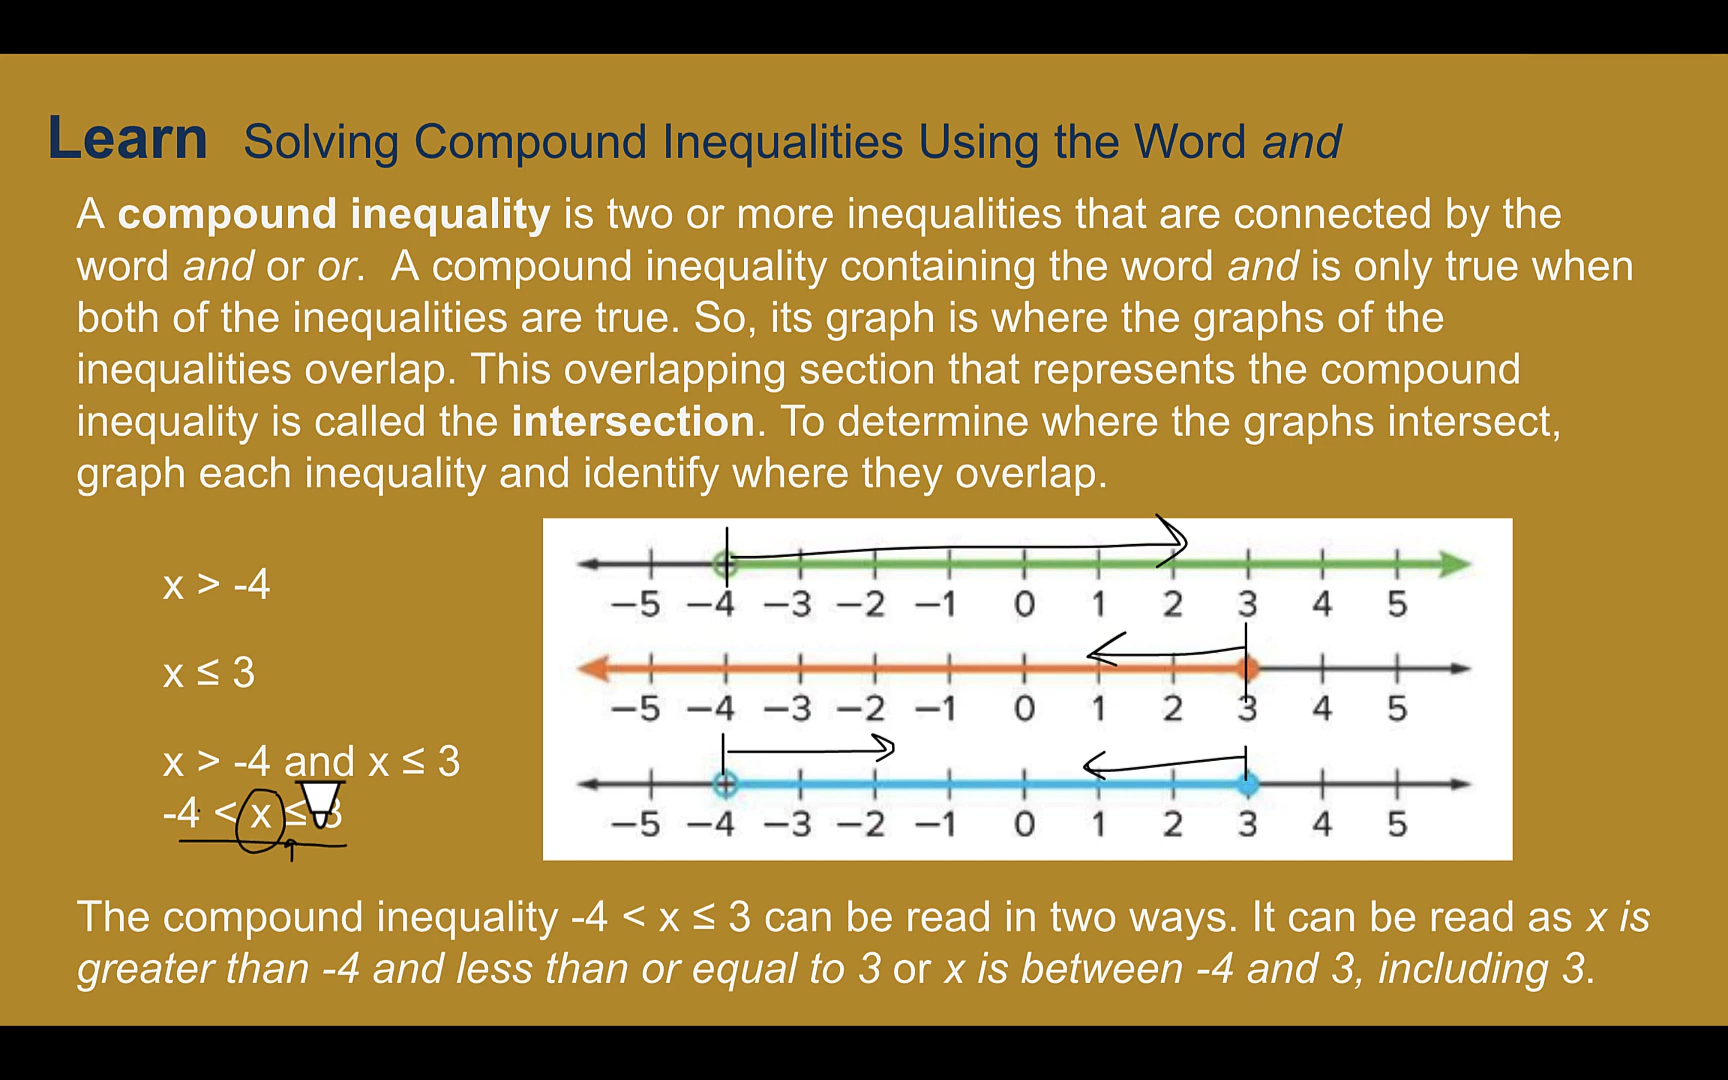 Learn Solving Compound Inequalities Using the Word and
A compound inequality is two or more inequalities that are connected by the
word and or or. A compound inequality containing the word and is only true when
both of the inequalities are true. So, its graph is where the graphs of the
inequalities overlap. This overlapping section that represents the compound
inequality is called the intersection. To determine where the graphs intersect,
graph each inequality and identify where they overlap.
x > -4
−5 −4 −3 −2 −1 0 1 2 3 4 5
x ≤ 3
−5 −4 −3 −2 −1 0 1 2 3 4 5
x > -4 and x ≤ 3
-4 < x ≤ 3
−5 −4 −3 −2 −1 0 1 2 3 4 5
The compound inequality -4 < x ≤ 3 can be read in two ways. It can be read as x is
greater than -4 and less than or equal to 3 or x is between -4 and 3, including 3.